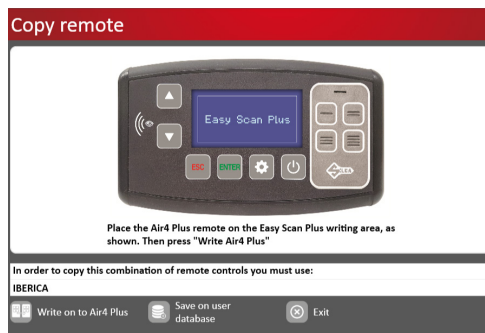 Copy remote
Easy Scan Plus
ESC
ENTER
SILCA
Place the Air4 Plus remote on the Easy Scan Plus writing area, as
shown. Then press "Write Air4 Plus"
In order to copy this combination of remote controls you must use:
IBERICA
Write on to Air4 Plus
Save on user
database
Exit